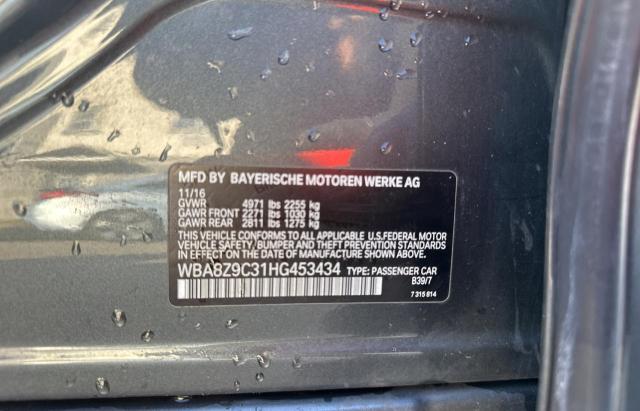 MFD BY BAYERISCHE MOTOREN WERKE AG
11/16
GVWR 4971 lbs 2255 kg
GAWR FRONT 2271 lbs 1030 kg
GAWR REAR 2811 lbs 1275 kg
THIS VEHICLE CONFORMS TO ALL APPLICABLE U.S.FEDERAL MOTOR
VEHICLE SAFETY, BUMPER, AND THEFT PREVENTION STANDARDS
IN EFFECT ON THE DATE OF MANUFACTURE SHOWN ABOVE.
WBA8Z9C31HG453434 TYPE: PASSENGER CAR
B39/7
7 315 814